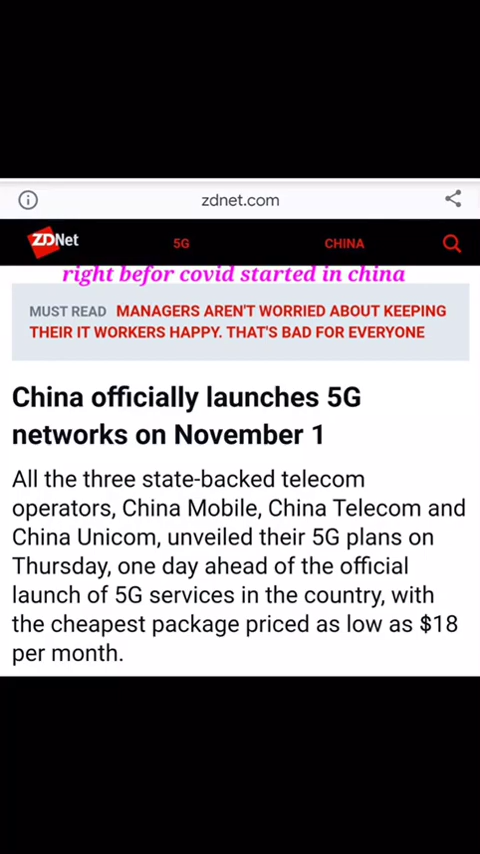 zdnet.com
ZDNet 5G CHINA
right befor covid started in china
MUST READ MANAGERS AREN'T WORRIED ABOUT KEEPING
THEIR IT WORKERS HAPPY. THAT'S BAD FOR EVERYONE
China officially launches 5G
networks on November 1
All the three state-backed telecom
operators, China Mobile, China Telecom and
China Unicom, unveiled their 5G plans on
Thursday, one day ahead of the official
launch of 5G services in the country, with
the cheapest package priced as low as $18
per month.